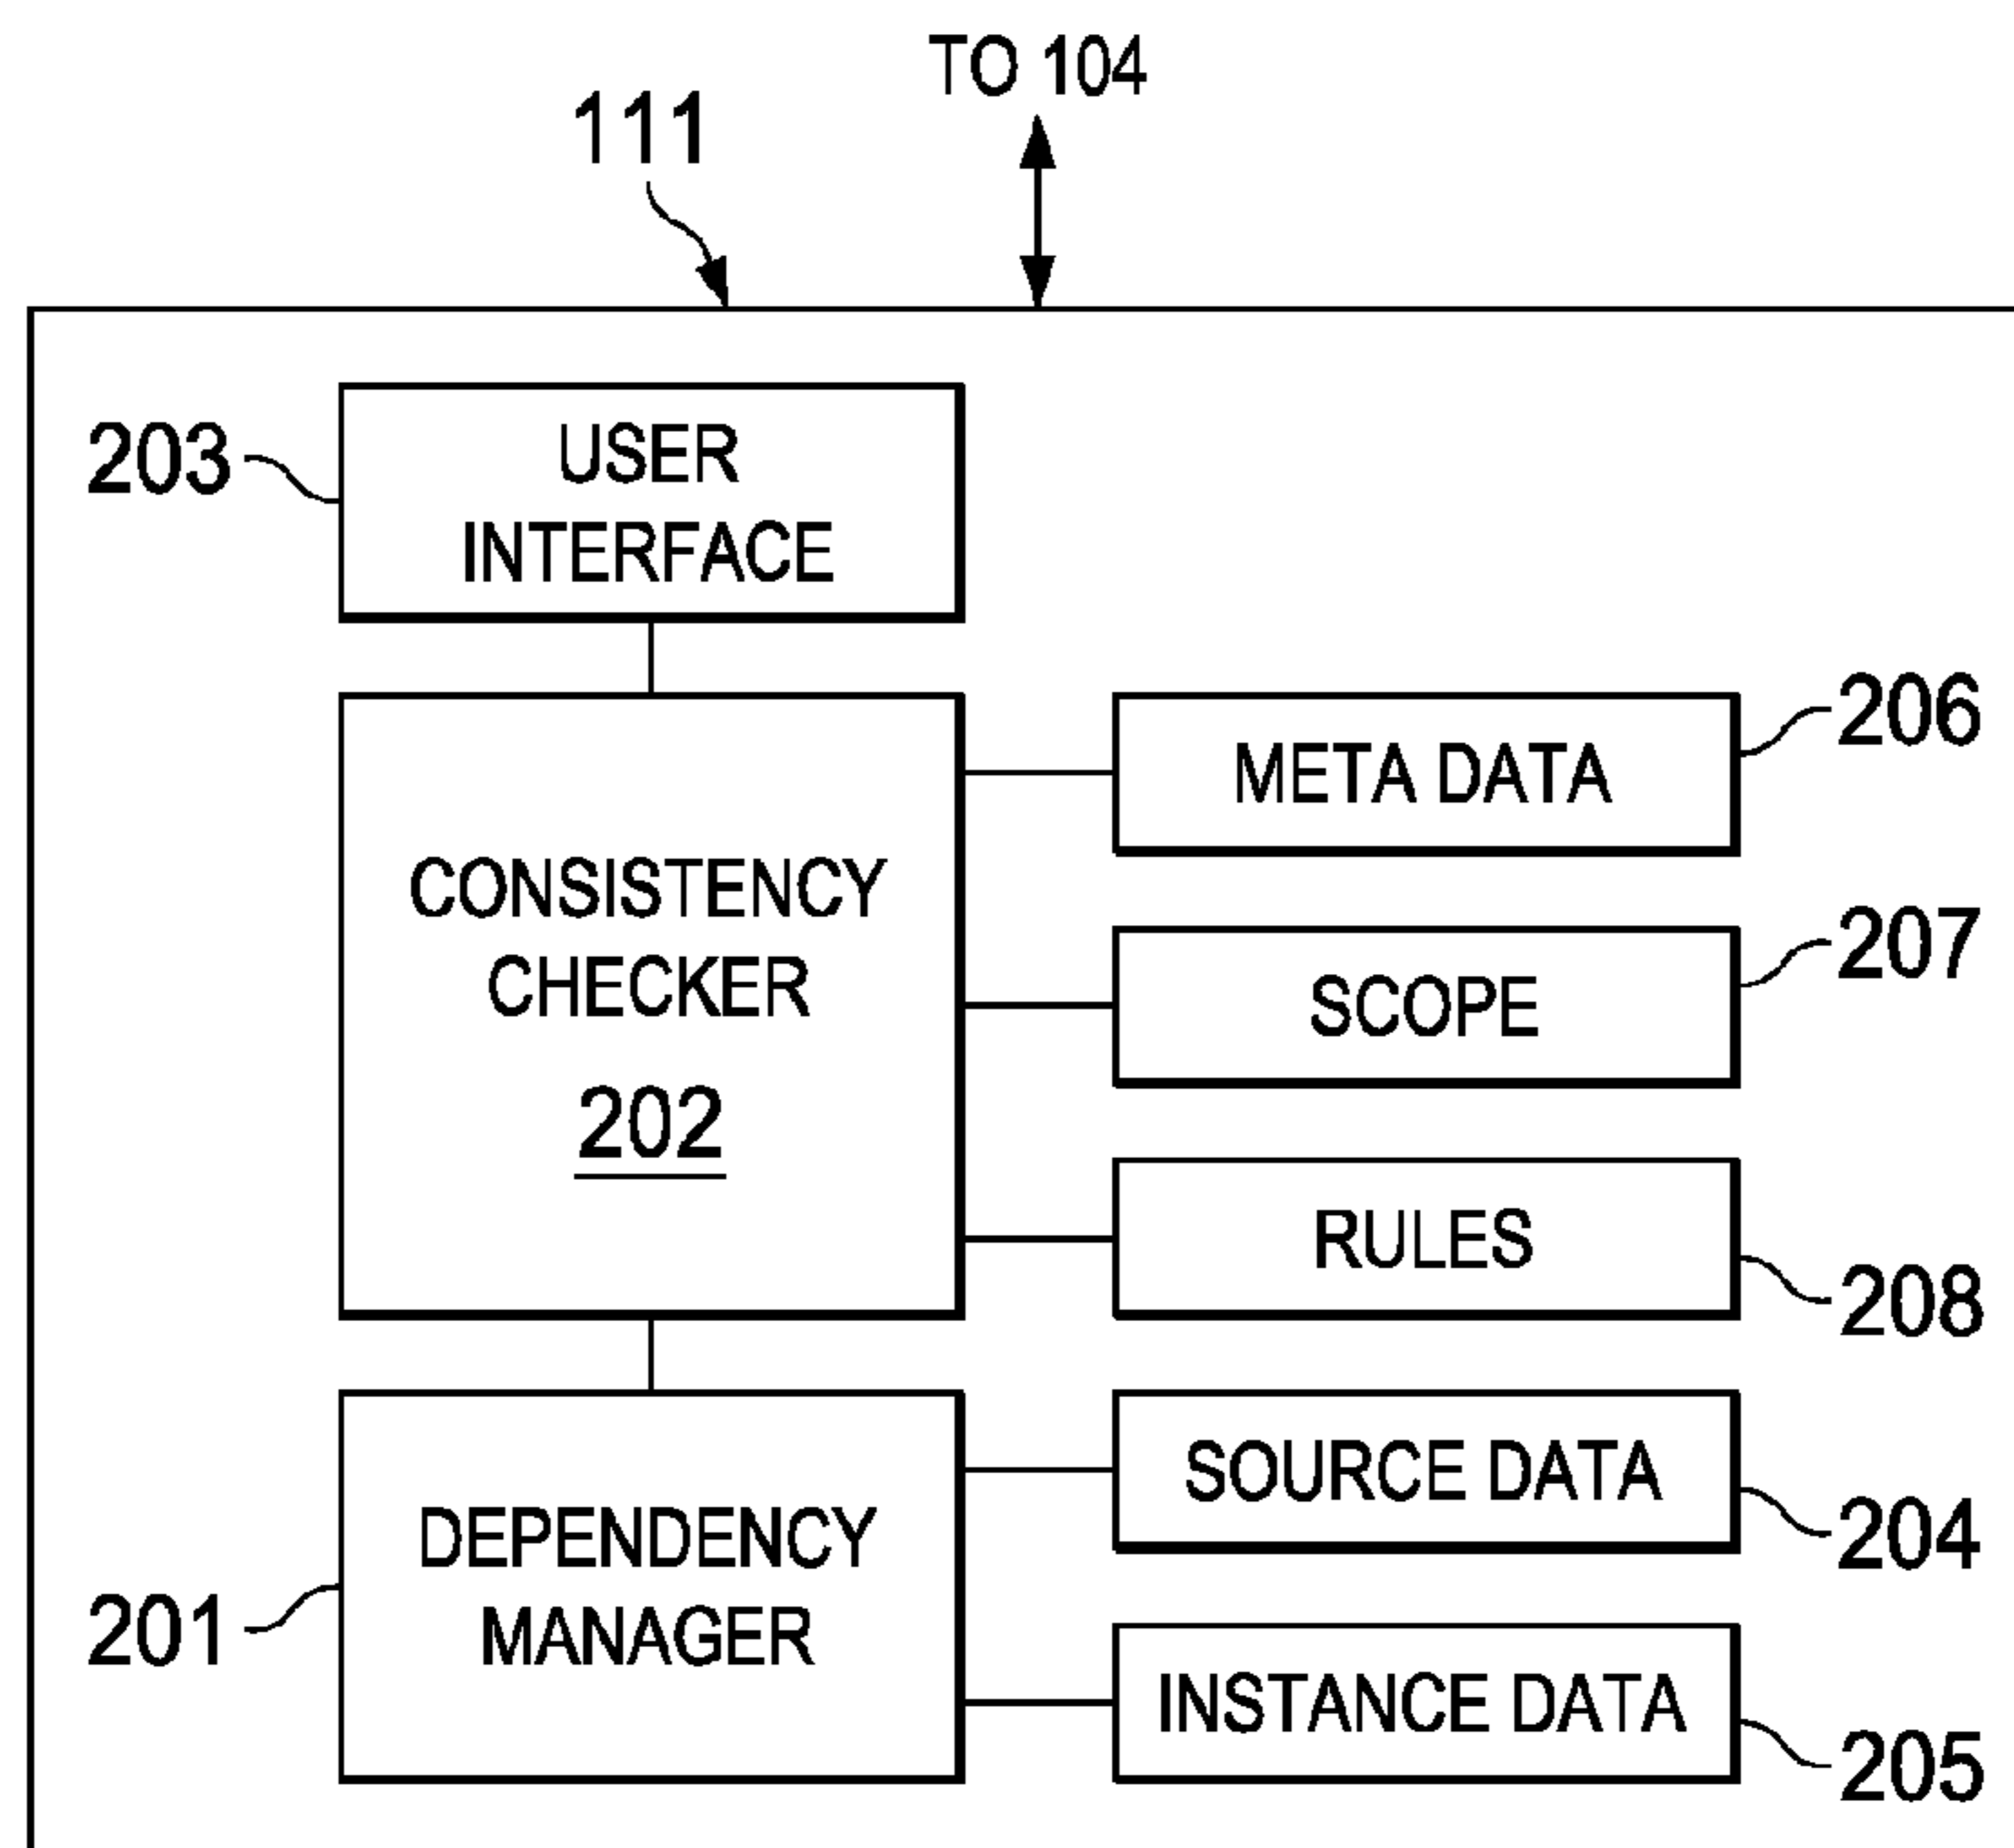 TO 104
111
203
USER
INTERFACE
206
META DATA
CONSISTENCY
CHECKER
202
207
SCOPE
RULES
208
SOURCE DATA
204
DEPENDENCY
MANAGER
201
INSTANCE DATA
205